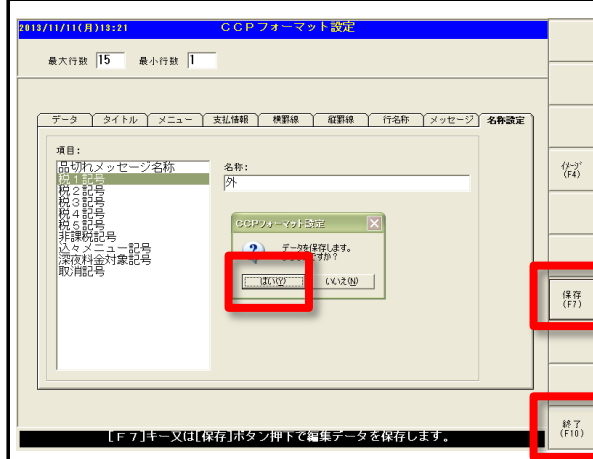 2013/11/11(月)13:21 CCPフォーマット設定
最大行数 15 最小行数 1
データ タイトル メニュー 支払情報 横罫線 縦罫線 行名称 メッセージ 名称設定
項目:
品切れメッセージ名称
税1記号
税2記号
税3記号
税4記号
税5記号
非課税記号
込々メニュー記号
深夜料金対象記号
取消記号
名称:
外
CCPフォーマット設定
データを保存します。
ですか?
はい(Y) いいえ(N)
イメージ
(F4)
保存
(F7)
終了
(F10)
[F7]キー又は[保存]ボタン押下で編集データを保存します。